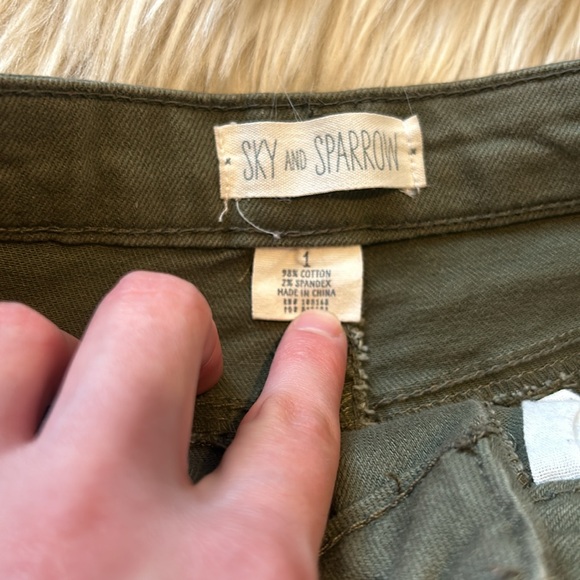 SKY AND SPARROW
1
98% COTTON
2% SPANDEX
MADE IN CHINA